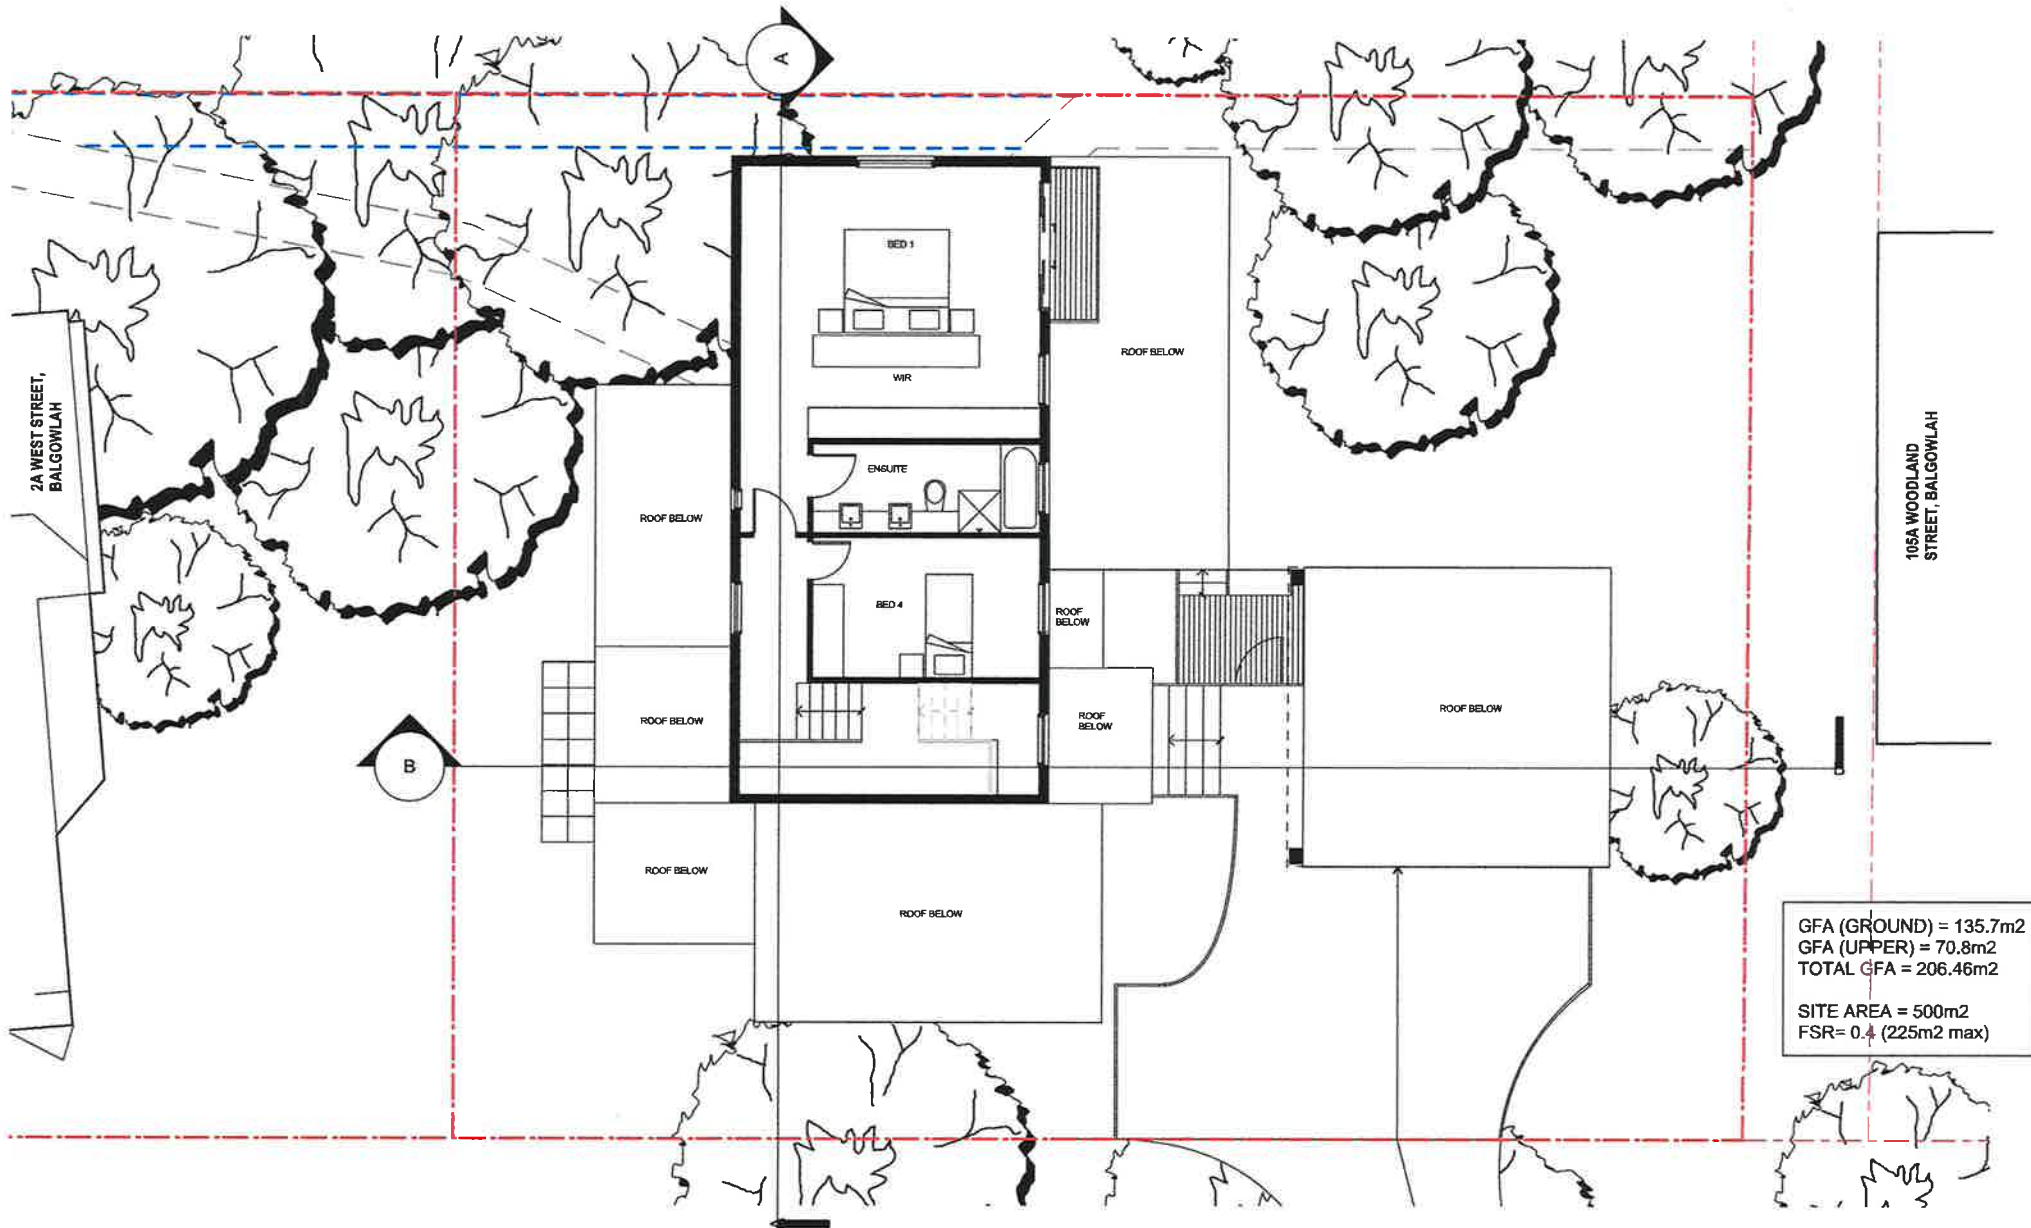 A
BED 1
ROOF BELOW
WIR
2A WEST STREET,
BALGOWLAH
105A WOODLAND
STREET, BALGOWLAH
ENSUITE
ROOF BELOW
BED 4
ROOF
BELOW
ROOF BELOW
ROOF
BELOW
ROOF BELOW
B
ROOF BELOW
ROOF BELOW
GFA (GROUND) = 135.7m2
GFA (UPPER) = 70.8m2
TOTAL GFA = 206.46m2
SITE AREA = 500m2
FSR= 0.4 (225m2 max)